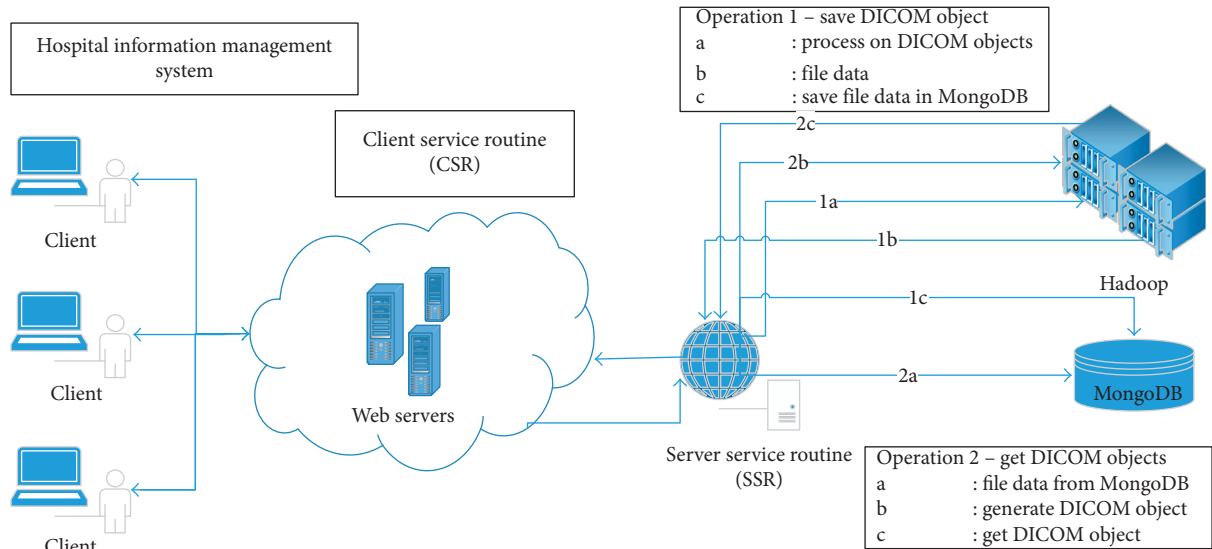 Hospital information management
system
Client service routine
(CSR)
Operation 1 – save DICOM object
a : process on DICOM objects
b : file data
c : save file data in MongoDB
2c
2b
1a
1b
Hadoop
1c
2a
MongoDB
Client
Client
Client
Web servers
Server service routine
(SSR)
Operation 2 – get DICOM objects
a : file data from MongoDB
b : generate DICOM object
c : get DICOM object